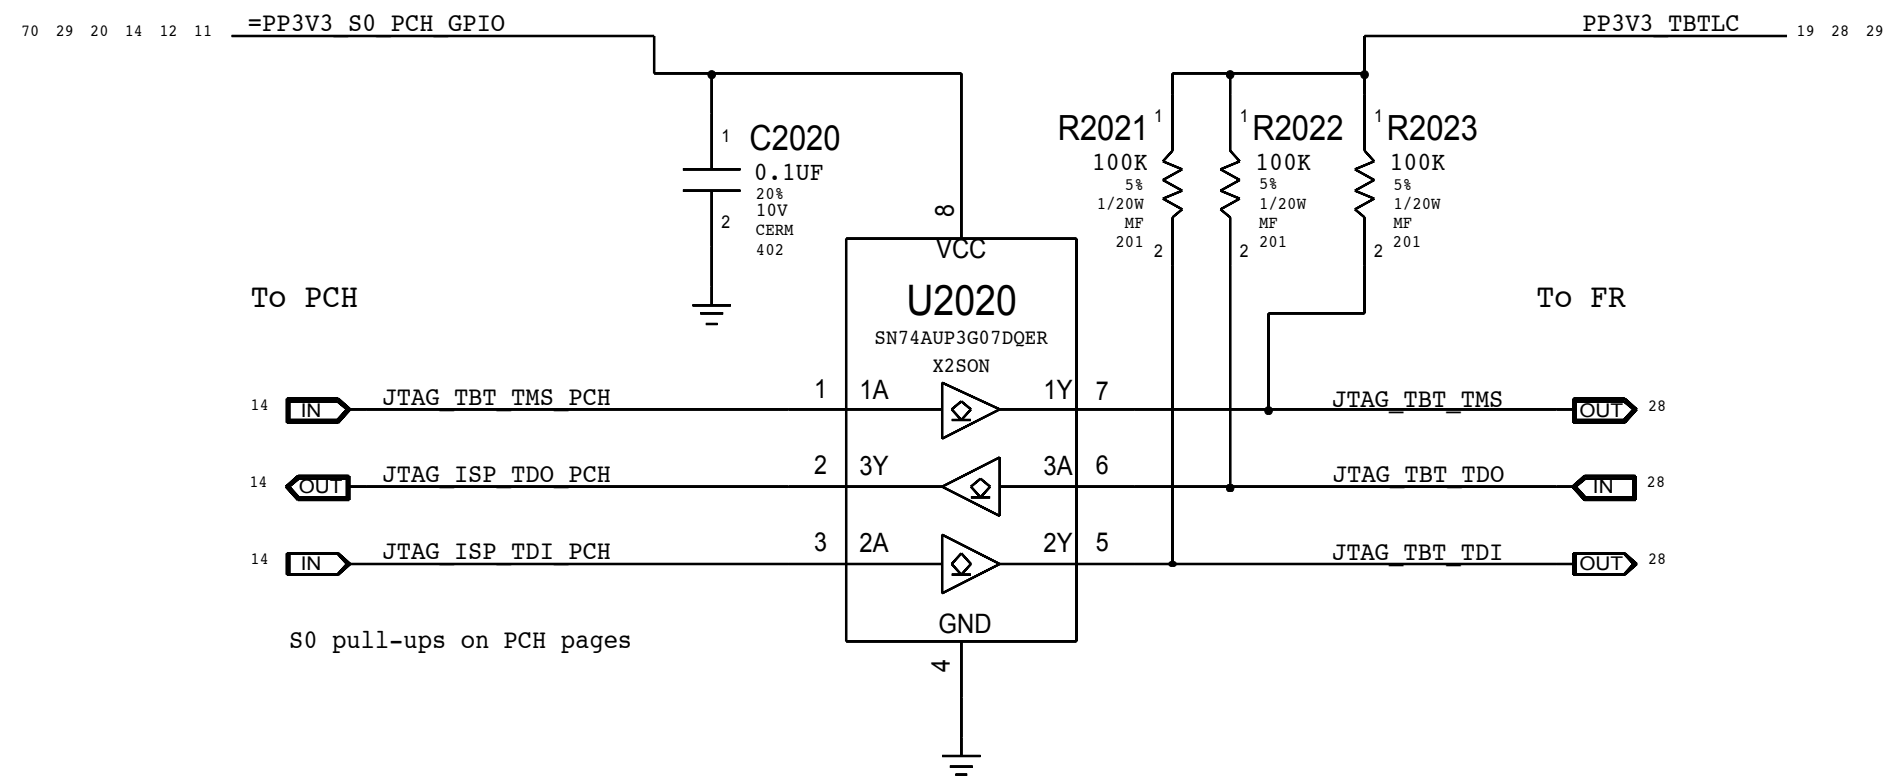 70 29 20 14 12 11 =PP3V3_S0_PCH_GPIO
PP3V3_TBTLC 19 28 29
1 C2020
0.1UF
20%
10V
2 CERM
402
R2021 1
100K
5%
1/20W
MF
201 2
1 R2022
100K
5%
1/20W
MF
2 201
1 R2023
100K
5%
1/20W
MF
2 201
8
VCC
U2020
SN74AUP3G07DQER
X2SON
To PCH
To FR
14 IN JTAG_TBT_TMS_PCH 1 1A 1Y 7 JTAG_TBT_TMS OUT 28
14 OUT JTAG_ISP_TDO_PCH 2 3Y 3A 6 JTAG_TBT_TDO IN 28
14 IN JTAG_ISP_TDI_PCH 3 2A 2Y 5 JTAG_TBT_TDI OUT 28
GND
4
S0 pull-ups on PCH pages